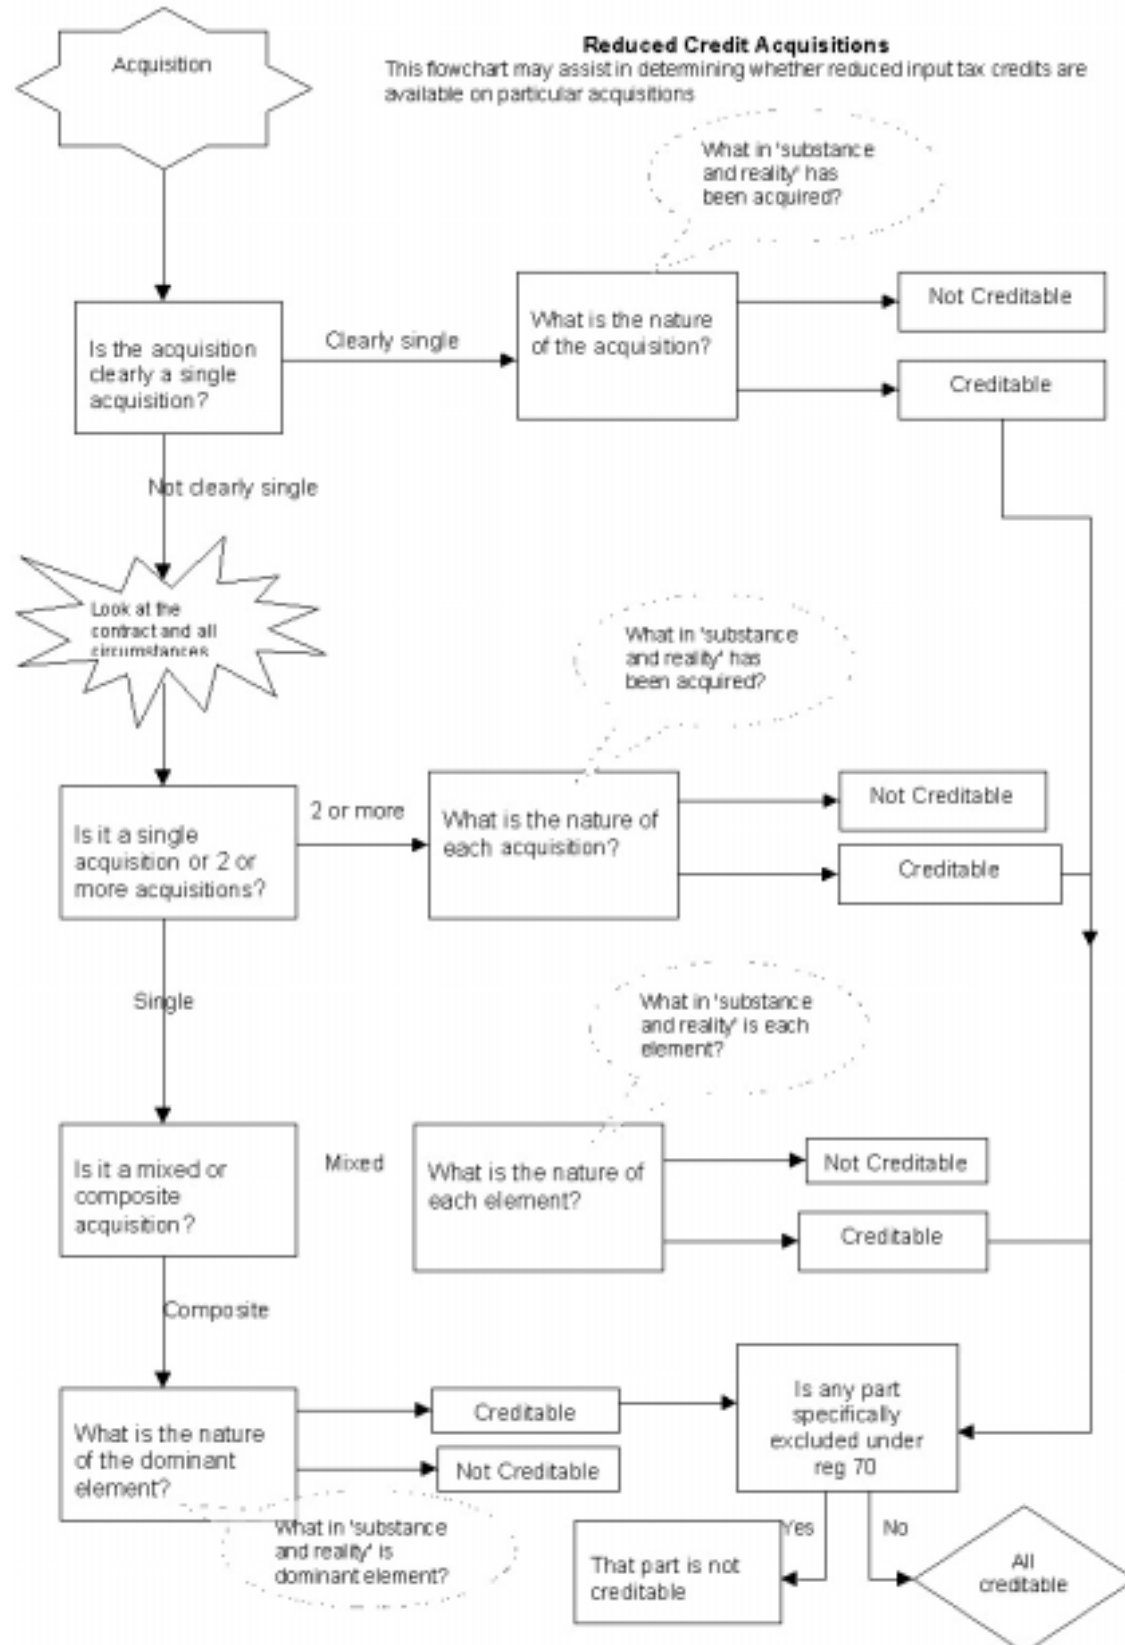 Acquisition
Reduced Credit Acquisitions
This flowchart may assist in determining whether reduced input tax credits are
available on particular acquisitions
What in 'substance
and reality' has
been acquired?
Is the acquisition
clearly a single
acquisition?
Clearly single
What is the nature
of the acquisition?
Not Creditable
Creditable
Not clearly single
Look at the
contract and all
circumstances
What in 'substance
and reality' has
been acquired?
Is it a single
acquisition or 2 or
more acquisitions?
2 or more
What is the nature of
each acquisition?
Not Creditable
Creditable
Single
What in 'substance
and reality' is each
element?
Is it a mixed or
composite
acquisition?
Mixed
What is the nature of
each element?
Not Creditable
Creditable
Composite
What is the nature
of the dominant
element?
Creditable
Not Creditable
What in 'substance
and reality' is
dominant element?
Is any part
specifically
excluded under
reg 70
Yes
No
That part is not
creditable
All
creditable